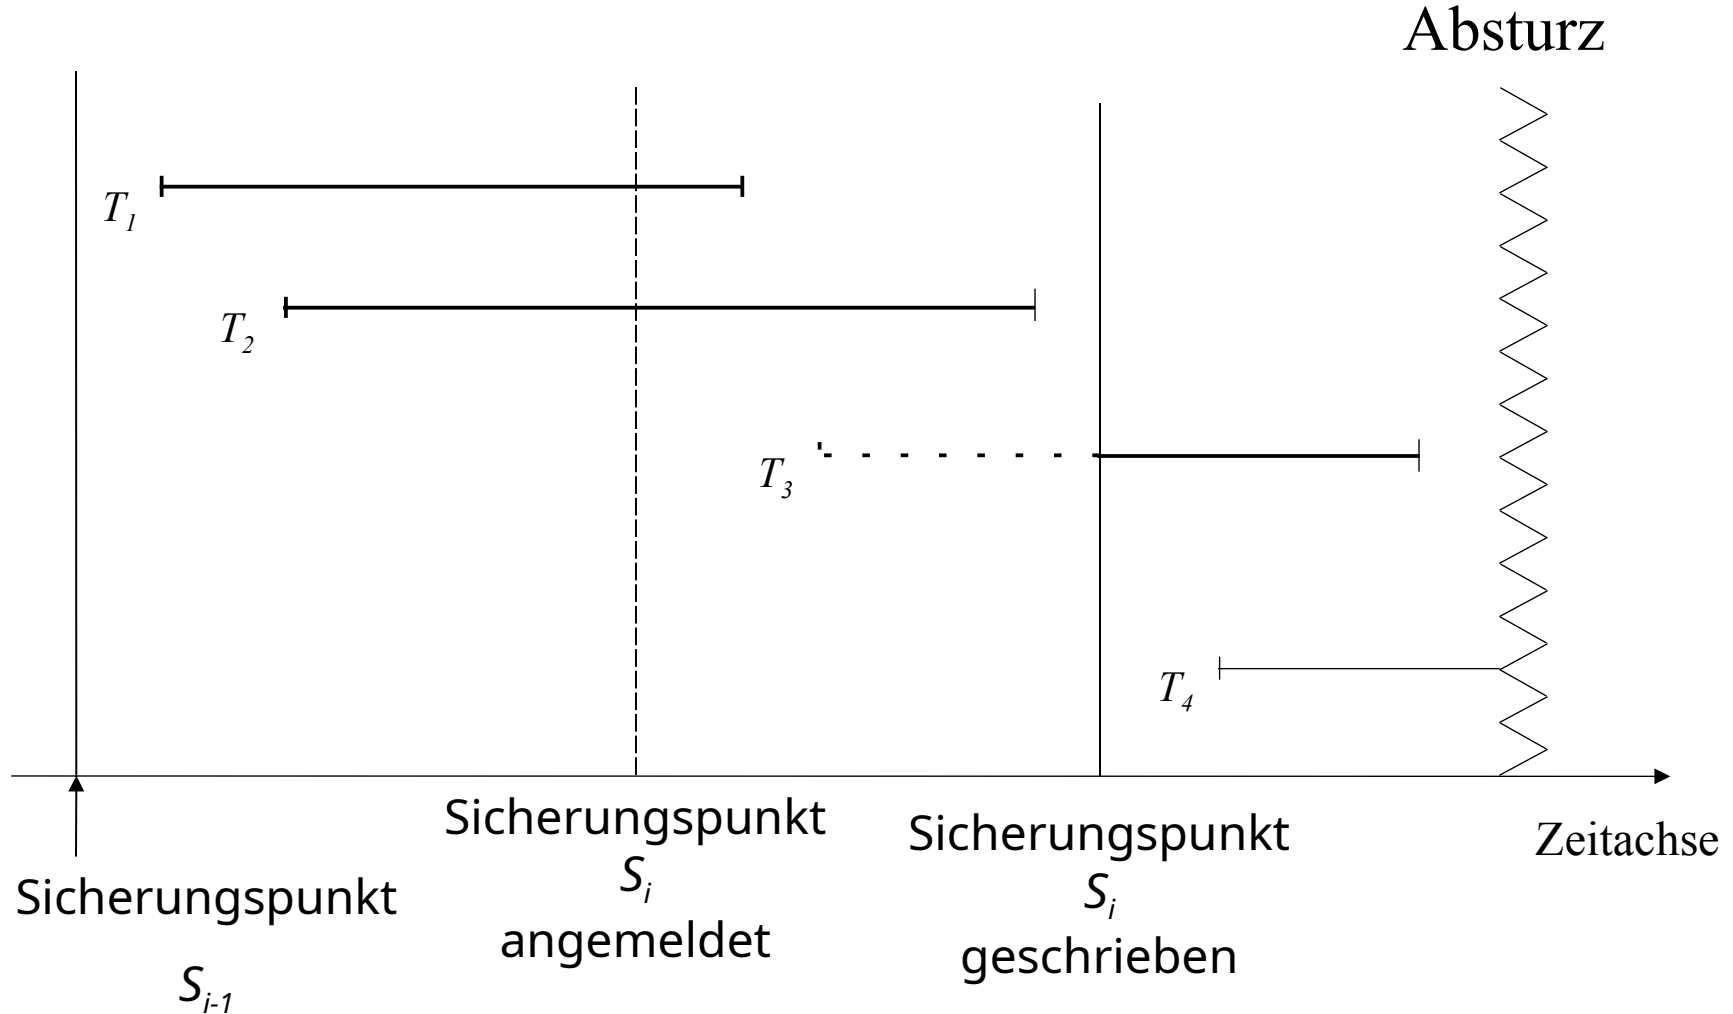 Absturz
T1
T2
T3
T4
Sicherungspunkt
Si
angemeldet
Sicherungspunkt
Si
geschrieben
Zeitachse
Sicherungspunkt
Si-1